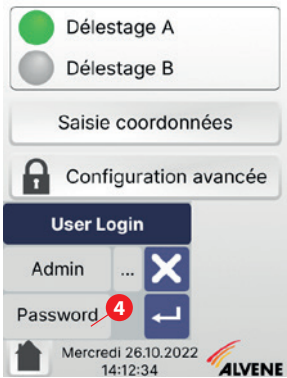 Délestage A
Délestage B
Saisie coordonnées
Configuration avancée
User Login
Admin ...
Password 4
Mercredi 26.10.2022
14:12:34
ALVENE